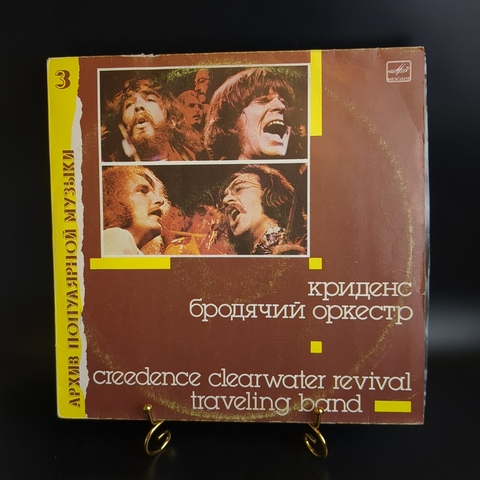 3
АРХИВ ПОПУЛЯРНОЙ МУЗЫКИ
криденс
бродячий оркестр
creedence clearwater revival
traveling band